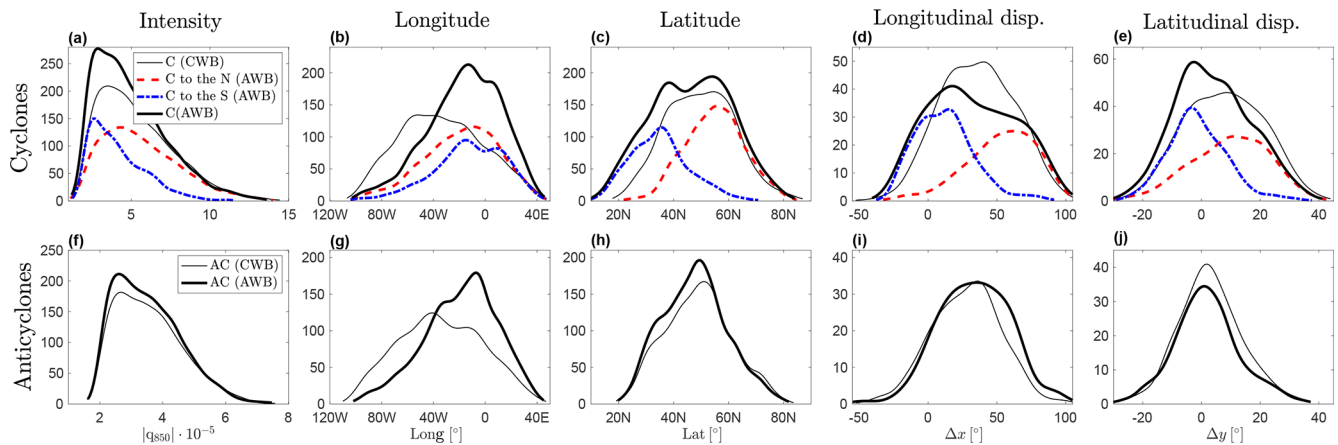 Intensity Longitude Latitude Longitudinal disp. Latitudinal disp.
(a) (b) (c) (d) (e)
Cyclones
C (CWB)
C to the N (AWB)
C to the S (AWB)
C(AWB)
250
200
150
100
50
0
5 10 15
200
150
100
50
0
120W 80W 40W 0 40E
200
150
100
50
0
20N 40N 60N 80N
50
40
30
20
10
0
-50 0 50 100
60
40
20
0
-30 -20 0 20 40
(f) (g) (h) (i) (j)
Anticyclones
AC (CWB)
AC (AWB)
250
200
150
100
50
0
2 4 6 8
|q850| · 10-5
250
200
150
100
50
0
120W 80W 40W 0 40E
Long [°]
200
150
100
50
0
20N 40N 60N 80N
Lat [°]
40
30
20
10
0
-50 0 50 100
Δx [°]
40
30
20
10
0
-20 0 20 40
Δy [°]